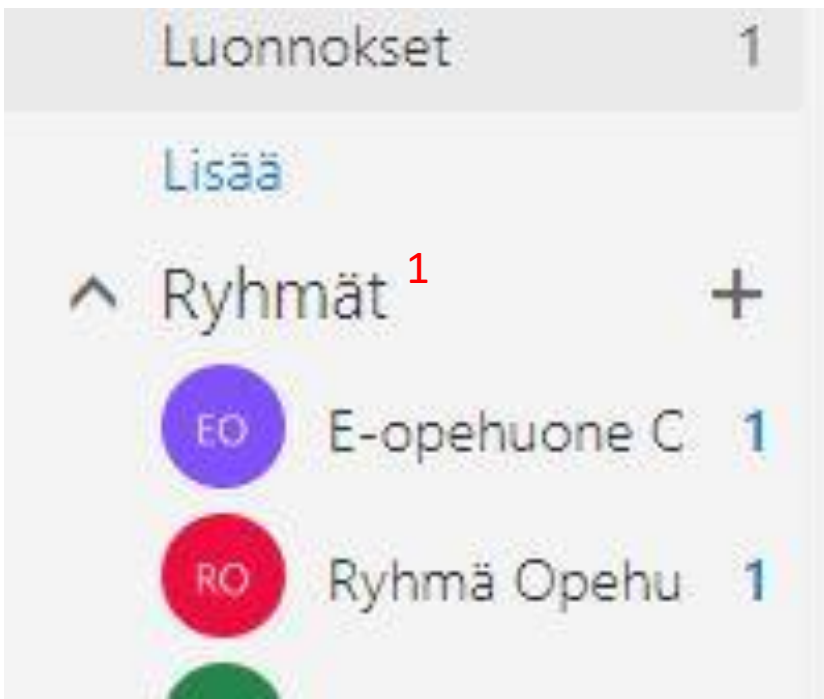 Luonnokset 1
Lisää
Ryhmät 1 +
EO E-opehuone C 1
RO Ryhmä Opehu 1